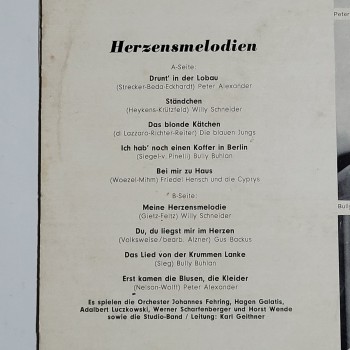 Peter
Herzensmelodien
A-Seite:
Drunt' in der Lobau
(Strecker-Beda-Eckhardt) Peter Alexander
Ständchen
(Heykens-Krützfeld) Willy Schneider
Das blonde Kätchen
(di Lazzaro-Richter-Reiter) Die blauen Jungs
Ich hab' noch einen Koffer in Berlin
(Siegel-v. Pinelli) Bully Buhlan
Bei mir zu Haus
(Woezel-Mihm) Friedel Hensch und die Cyprys
B-Seite:
Meine Herzensmelodie
(Gietz-Feltz) Willy Schneider
Bully
Du, du liegst mir im Herzen
(Volksweise/bearb. Alzner) Gus Backus
Das Lied von der Krummen Lanke
(Sieg) Bully Buhlan
Erst kamen die Blusen, die Kleider
(Nelson-Wolff) Peter Alexander
Es spielen die Orchester Johannes Fehring, Hagen Galatis,
Adalbert Luczkowski, Werner Scharfenberger und Horst Wende
sowie die Studio-Band / Leitung: Karl Geithner